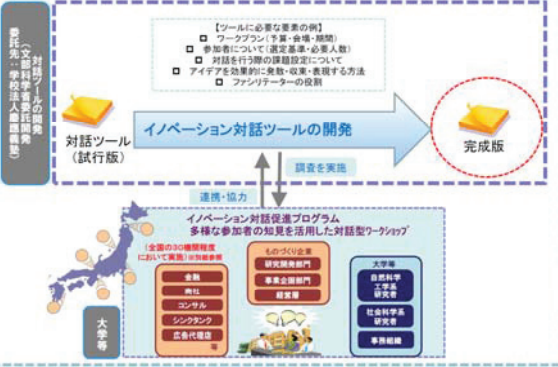 対話ツールの開発
(文部科学省委託開発
委託先:学校法人慶應義塾)
【ツールに必要な要素の例】
ワークプラン(予算・会場・期間)
参加者について(選定基準・必要人数)
対話を行う際の課題設定について
アイデアを効果的に発散・収束・表現する方法
ファシリテーターの役割
対話ツール
(試行版)
イノベーション対話ツールの開発
完成版
連携・協力
調査を実施
大学等
イノベーション対話促進プログラム
多様な参加者の知見を活用した対話型ワークショップ
(全国の30機関程度
において実施)※別紙参照
金融
商社
コンサル
シンクタンク
広告代理店
等
ものづくり企業
研究開発部門
事業企画部門
経営層
大学等
自然科学
工学系
研究者
社会科学系
研究者
事務組織